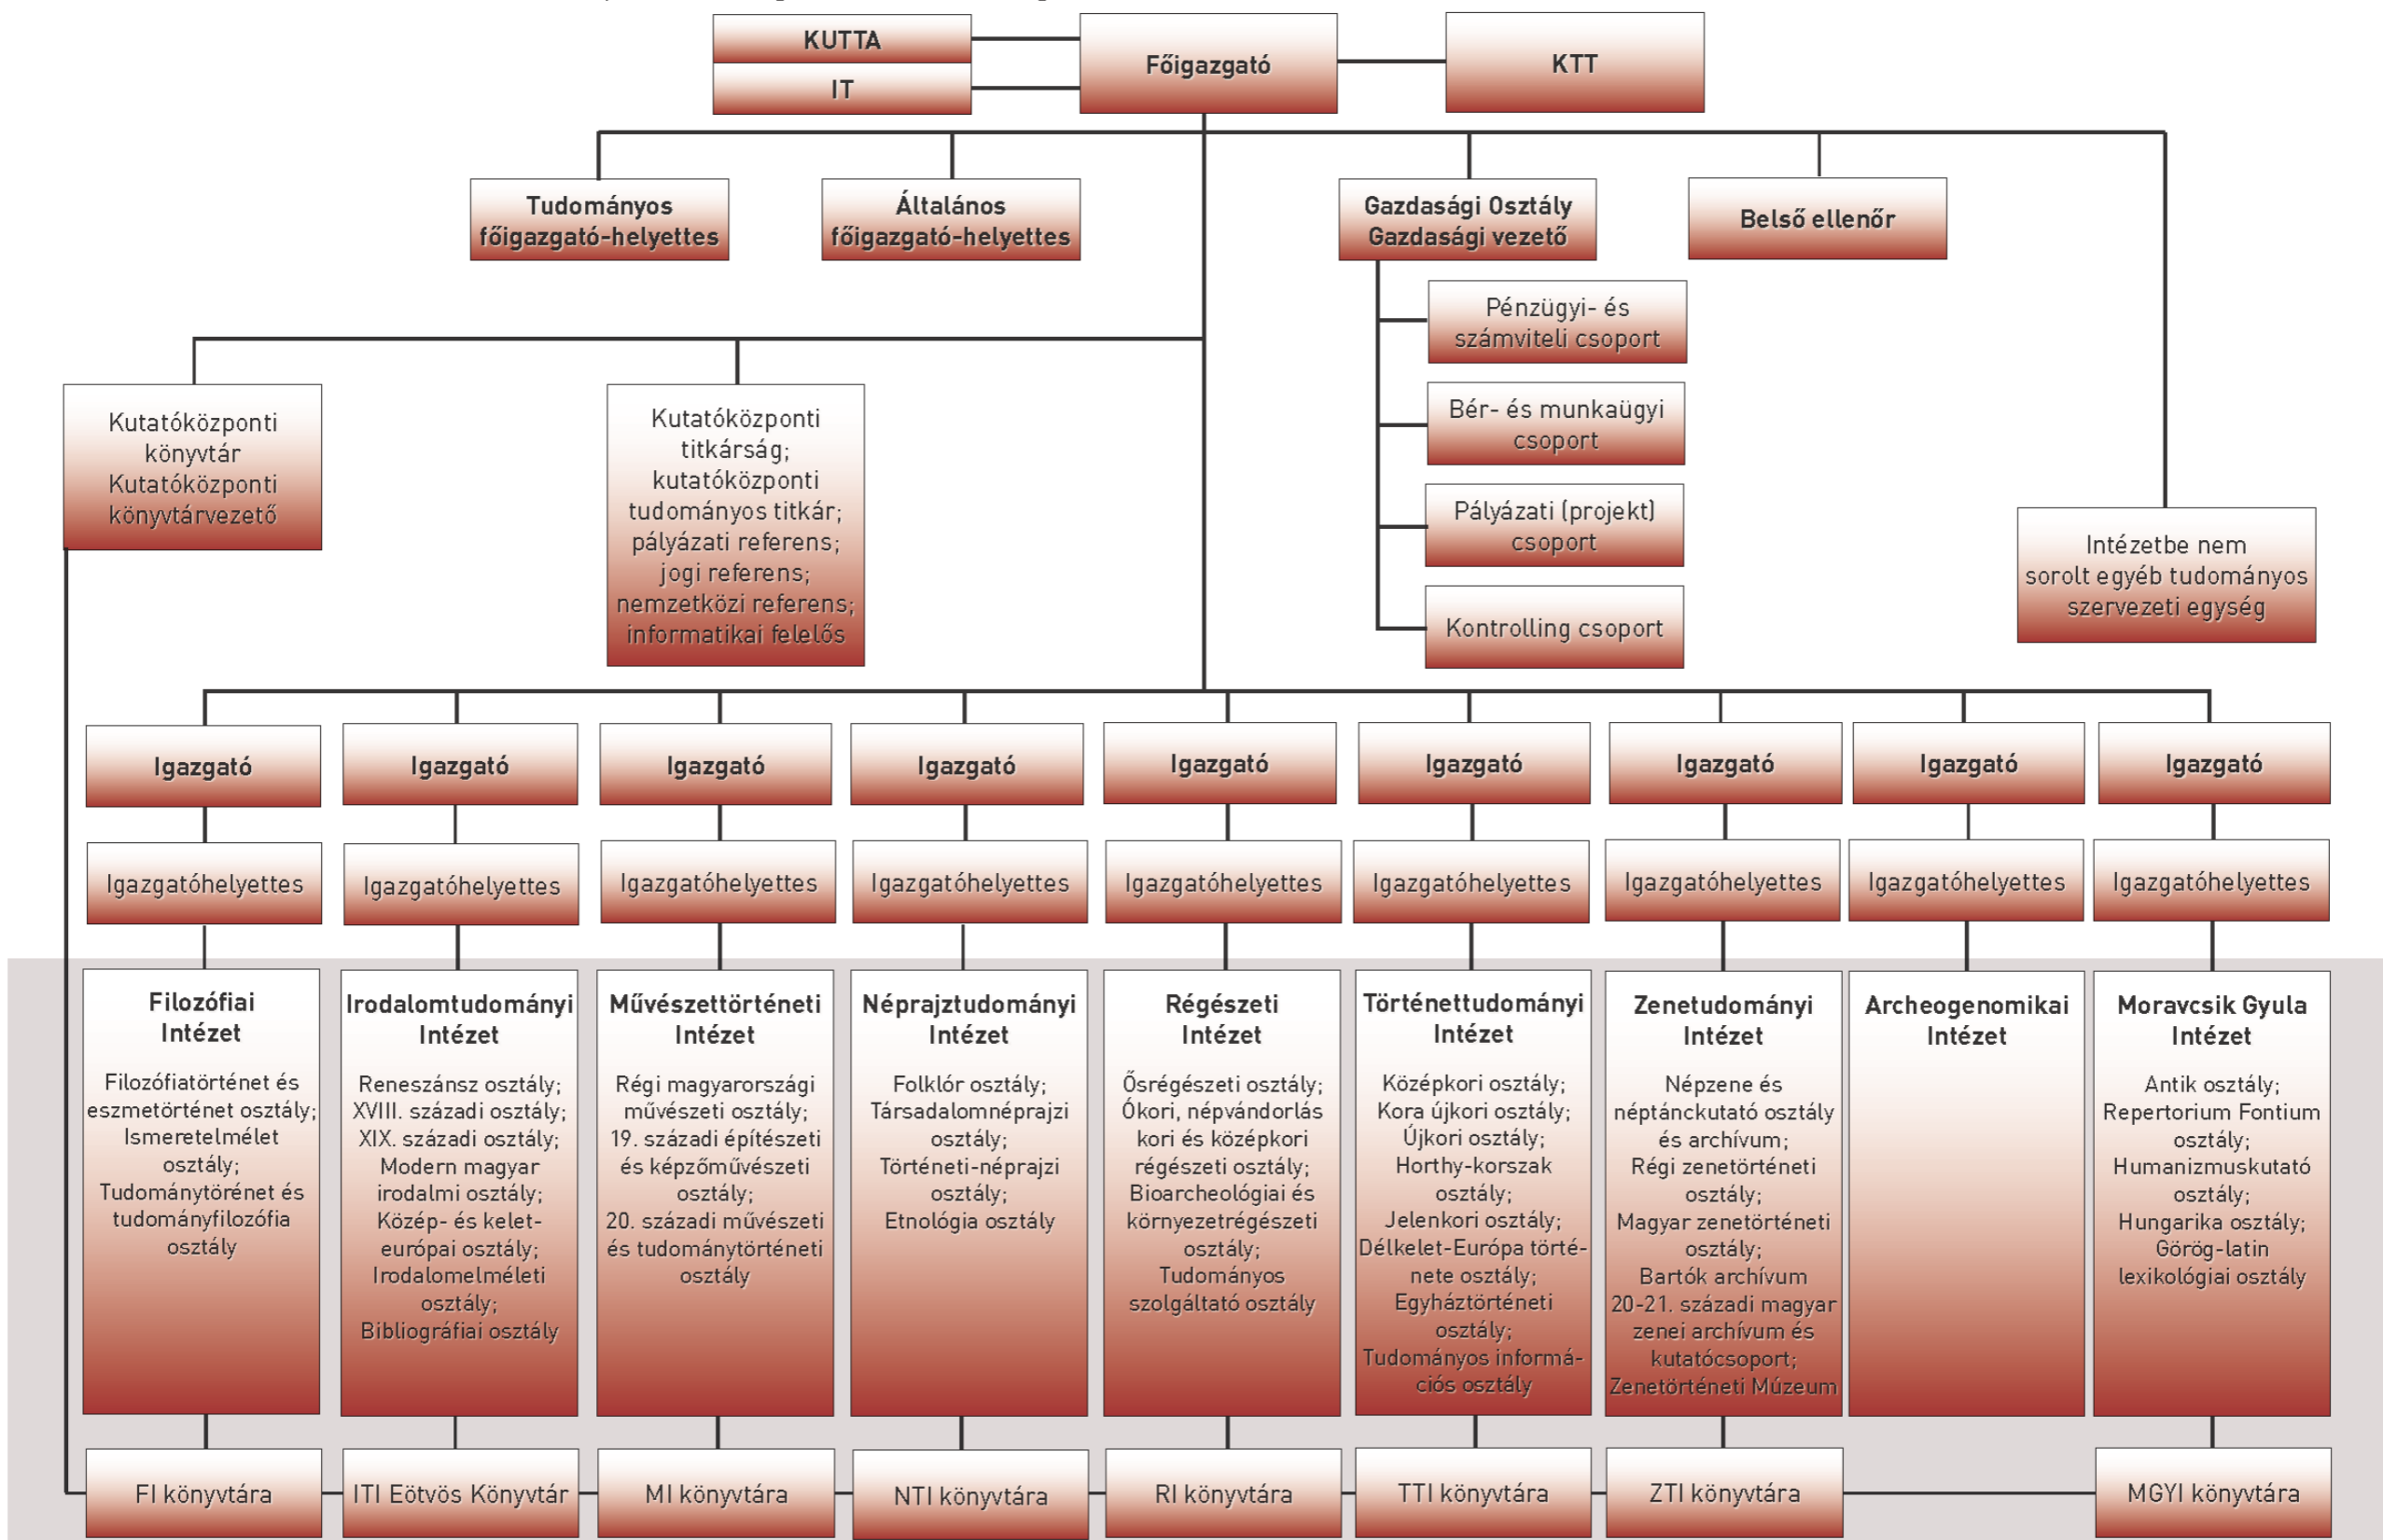 KUTTA
IT
Főigazgató
KTT
Tudományos
főigazgató-helyettes
Általános
főigazgató-helyettes
Gazdasági Osztály
Gazdasági vezető
Belső ellenőr
Pénzügyi- és
számviteli csoport
Bér- és munkaügyi
csoport
Pályázati (projekt)
csoport
Kontrolling csoport
Kutatóközponti
könyvtár
Kutatóközponti
könyvtárvezető
Kutatóközponti
titkárság;
kutatóközponti
tudományos titkár;
pályázati referens;
jogi referens;
nemzetközi referens;
informatikai felelős
Intézetbe nem
sorolt egyéb tudományos
szervezeti egység
Igazgató
Igazgató
Igazgató
Igazgató
Igazgató
Igazgató
Igazgató
Igazgató
Igazgató
Igazgatóhelyettes
Igazgatóhelyettes
Igazgatóhelyettes
Igazgatóhelyettes
Igazgatóhelyettes
Igazgatóhelyettes
Igazgatóhelyettes
Igazgatóhelyettes
Igazgatóhelyettes
Filozófiai
Intézet
Filozófiatörténet és
eszmetörténet osztály;
Ismeretelmélet
osztály;
Tudománytörénet és
tudományfilozófia
osztály
Irodalomtudományi
Intézet
Reneszánsz osztály;
XVIII. századi osztály;
XIX. századi osztály;
Modern magyar
irodalmi osztály;
Közép- és kelet-
európai osztály;
Irodalomelméleti
osztály;
Bibliográfiai osztály
Művészettörténeti
Intézet
Régi magyarországi
művészeti osztály;
19. századi építészeti
és képzőművészeti
osztály;
20. századi művészeti
és tudománytörténeti
osztály
Néprajztudományi
Intézet
Folklór osztály;
Társadalomnéprajzi
osztály;
Történeti-néprajzi
osztály;
Etnológia osztály
Régészeti
Intézet
Ősrégészeti osztály;
Ókori, népvándorlás
kori és középkori
régészeti osztály;
Bioarcheológiai és
környezetrégészeti
osztály;
Tudományos
szolgáltató osztály
Történettudományi
Intézet
Középkori osztály;
Kora újkori osztály;
Újkori osztály;
Horthy-korszak
osztály;
Jelenkori osztály;
Délkelet-Európa törté-
nete osztály;
Egyháztörténeti
osztály;
Tudományos informá-
ciós osztály
Zenetudományi
Intézet
Népzene és
néptánckutató osztály
és archívum;
Régi zenetörténeti
osztály;
Magyar zenetörténeti
osztály;
Bartók archívum
20-21. századi magyar
zenei archívum és
kutatócsoport;
Zenetörténeti Múzeum
Archeogenomikai
Intézet
Moravcsik Gyula
Intézet
Antik osztály;
Repertorium Fontium
osztály;
Humanizmuskutató
osztály;
Hungarika osztály;
Görög-latin
lexikológiai osztály
FI könyvtára
ITI Eötvös Könyvtár
MI könyvtára
NTI könyvtára
RI könyvtára
TTI könyvtára
ZTI könyvtára
MGYI könyvtára